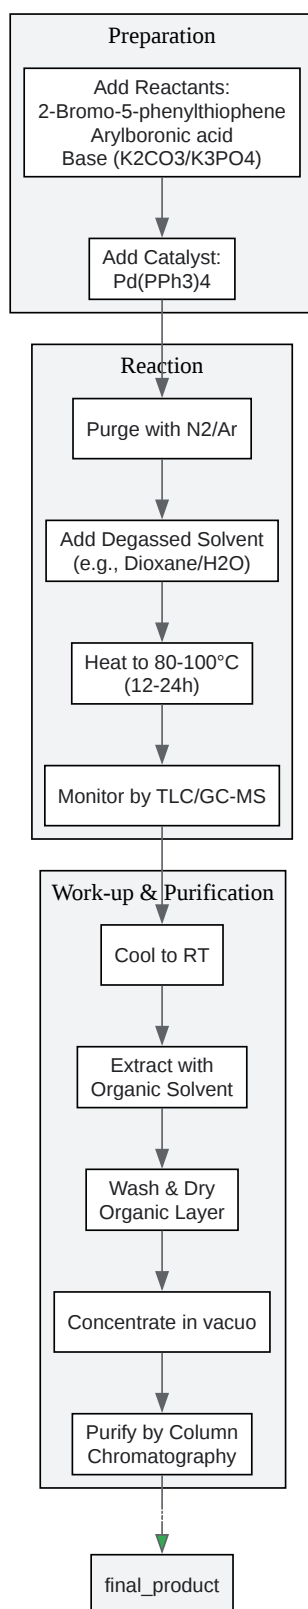 Preparation
Add Reactants:
2-Bromo-5-phenylthiophene
Arylboronic acid
Base (K2CO3/K3PO4)
Add Catalyst:
Pd(PPh3)4
Reaction
Purge with N2/Ar
Add Degassed Solvent
(e.g., Dioxane/H2O)
Heat to 80-100°C
(12-24h)
Monitor by TLC/GC-MS
Work-up & Purification
Cool to RT
Extract with
Organic Solvent
Wash & Dry
Organic Layer
Concentrate in vacuo
Purify by Column
Chromatography
final_product